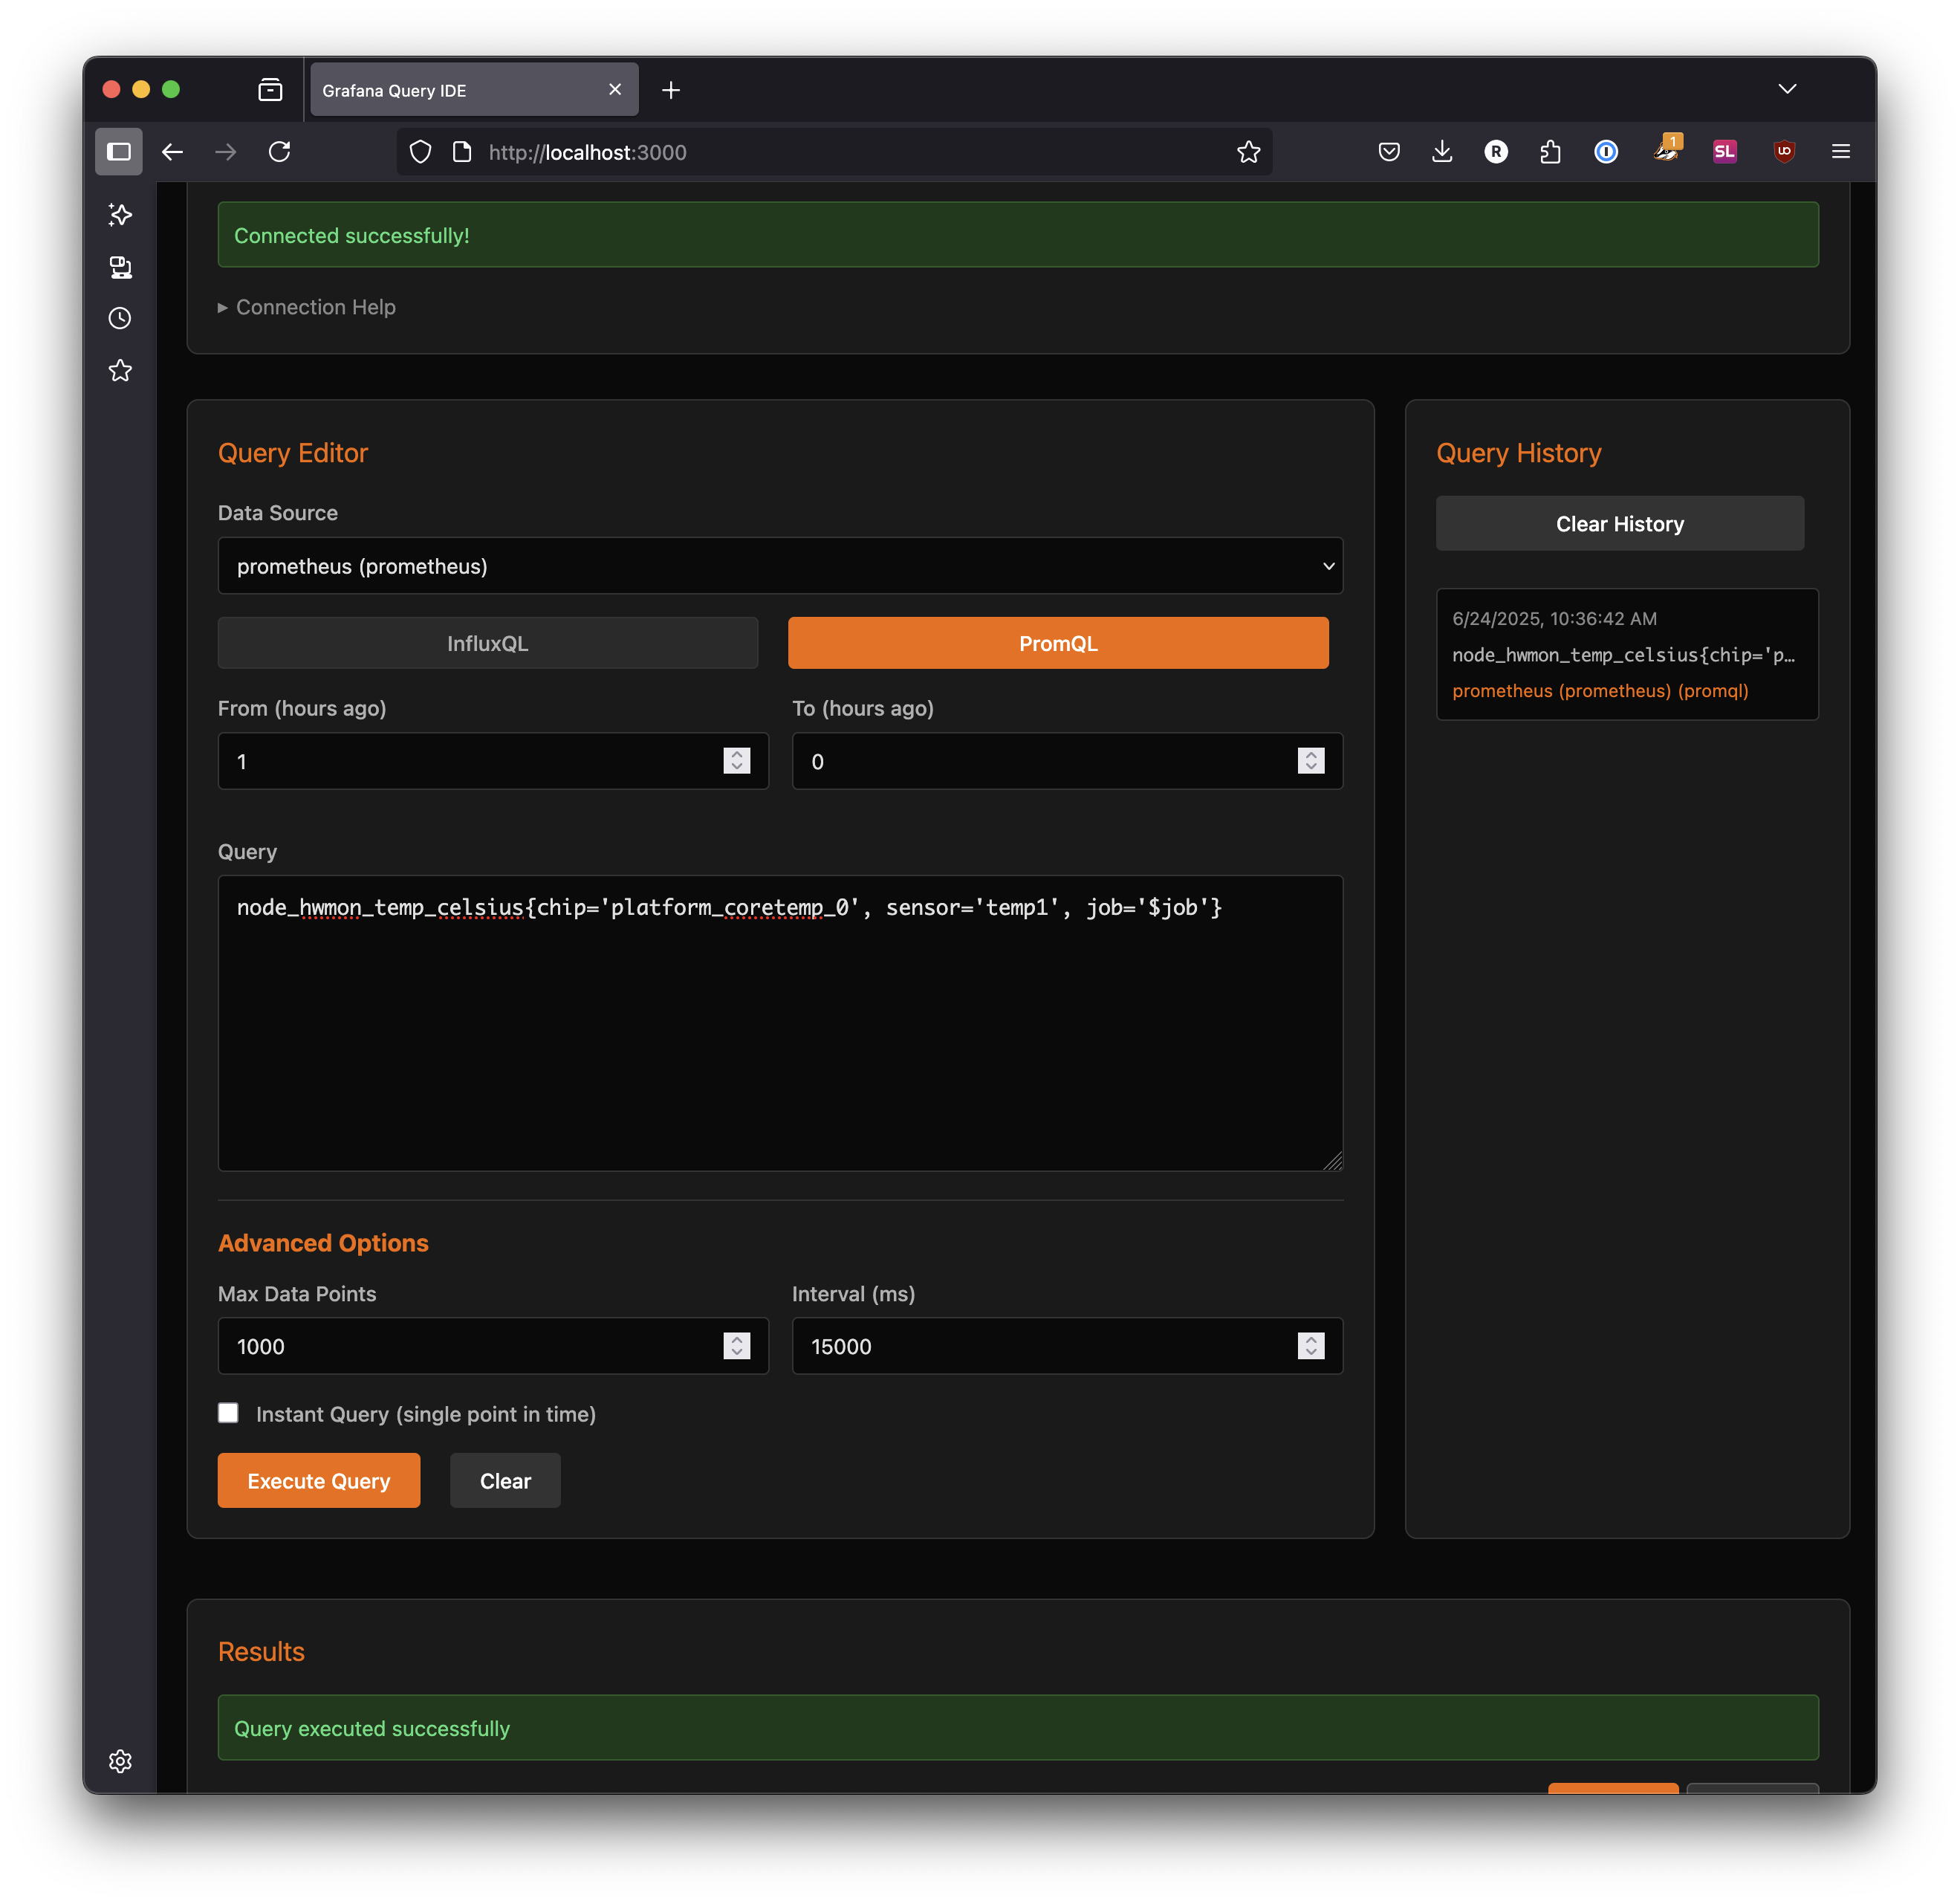 Grafana Query IDE
http://localhost:3000
1
R
SL
Connected successfully!
Connection Help
Query Editor
Data Source
prometheus (prometheus)
InfluxQL
PromQL
From (hours ago)
To (hours ago)
1
0
Query
node_hwmon_temp_celsius{chip='platform_coretemp_0', sensor='temp1', job='$job'}
Advanced Options
Max Data Points
Interval (ms)
1000
15000
Instant Query (single point in time)
Execute Query
Clear
Query History
Clear History
6/24/2025, 10:36:42 AM
node_hwmon_temp_celsius{chip='p…
prometheus (prometheus) (promql)
Results
Query executed successfully